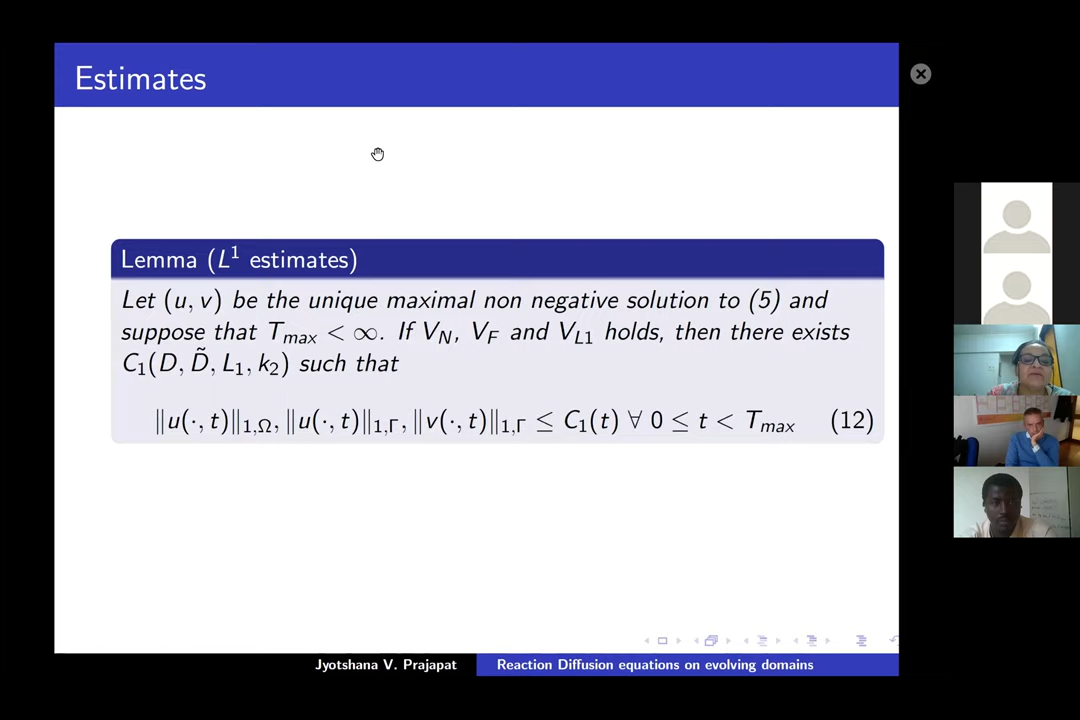 Estimates
Lemma (L¹ estimates)
Let (u, v) be the unique maximal non negative solution to (5) and
suppose that T_max < ∞. If V_N, V_F and V_L1 holds, then there exists
C₁(D, D̃, L₁, k₂) such that
‖u(·, t)‖_{1,Ω}, ‖u(·, t)‖_{1,Γ}, ‖v(·, t)‖_{1,Γ} ≤ C₁(t) ∀ 0 ≤ t < T_max (12)
Jyotshana V. Prajapat Reaction Diffusion equations on evolving domains